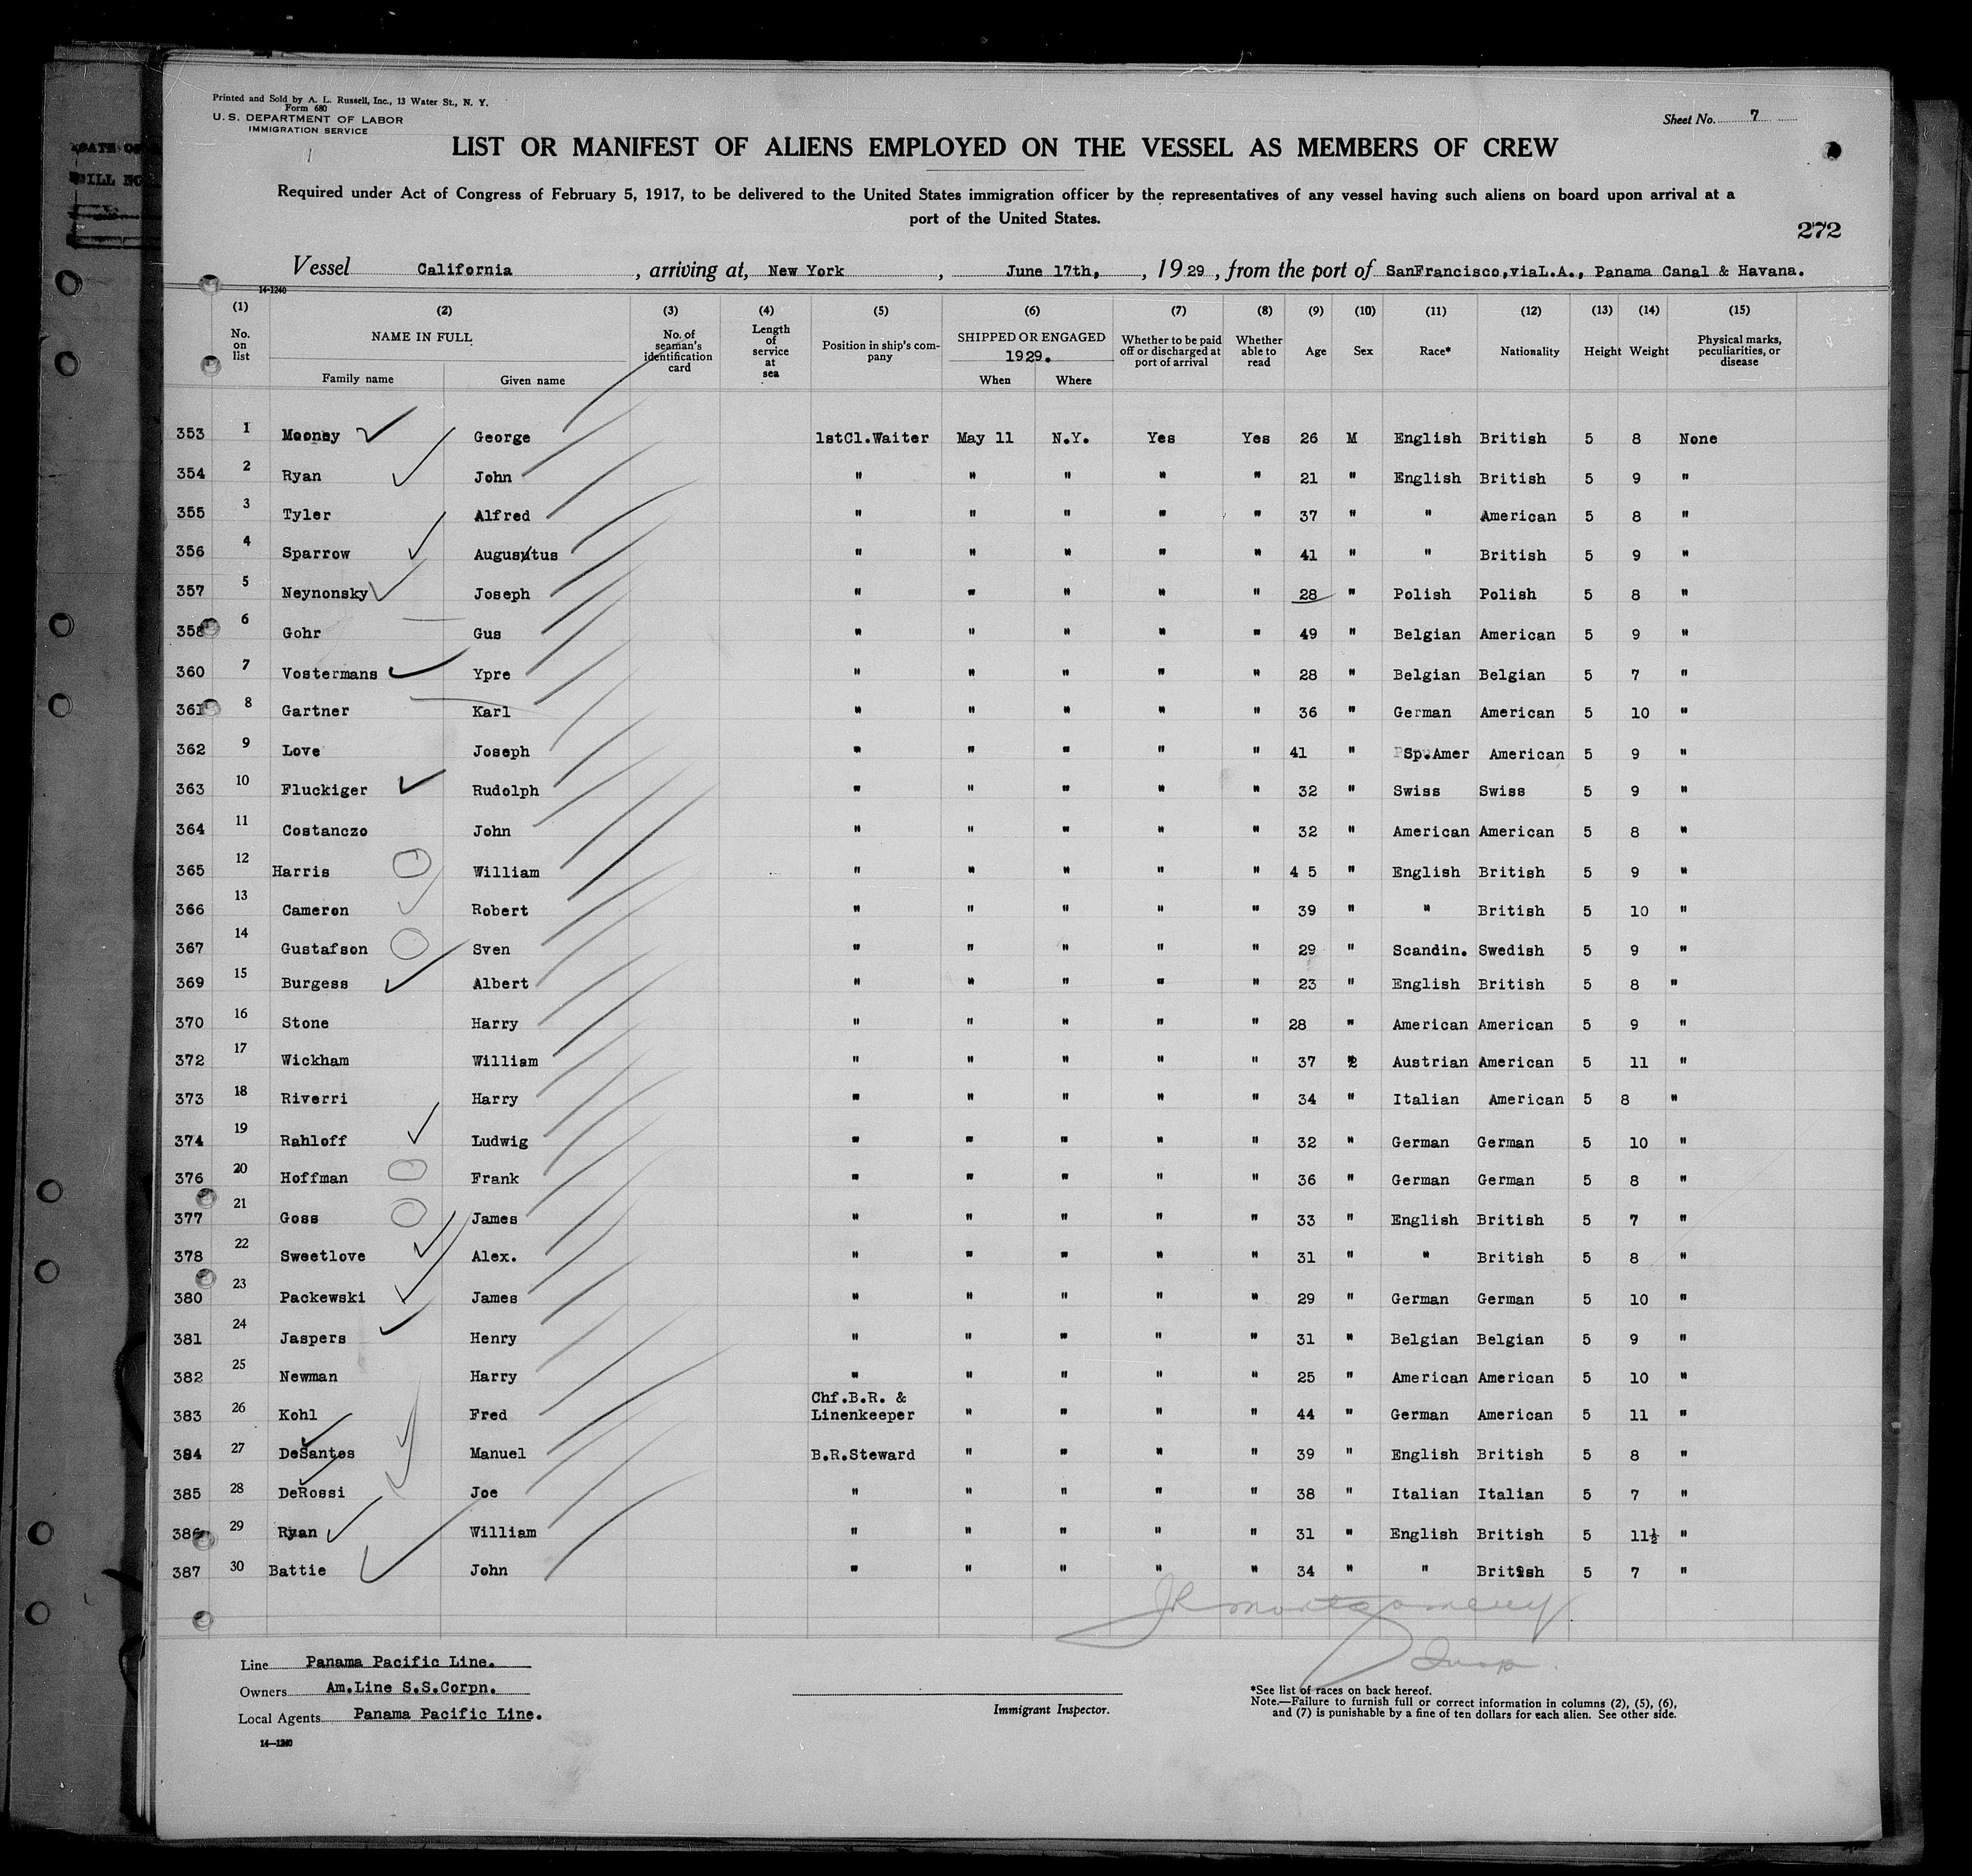 Printed and Sold by A. L. Russell, Inc., 13 Water St., N. Y.
Form 680
U. S. DEPARTMENT OF LABOR
IMMIGRATION SERVICE
Sheet No. 7
LIST OR MANIFEST OF ALIENS EMPLOYED ON THE VESSEL AS MEMBERS OF CREW
Required under Act of Congress of February 5, 1917, to be delivered to the United States immigration officer by the representatives of any vessel having such aliens on board upon arrival at a
port of the United States.
272
Vessel California, arriving at, New York, June 17th, 1929, from the port of SanFrancisco,viaL.A., Panama Canal & Havana.
14-1240
(1) (2) (3) (4) (5) (6) (7) (8) (9) (10) (11) (12) (13) (14) (15)
No. on list NAME IN FULL Family name Given name No. of seaman's identification card Length of service at sea Position in ship's company SHIPPED OR ENGAGED 1929. When Where Whether to be paid off or discharged at port of arrival Whether able to read Age Sex Race* Nationality Height Weight Physical marks, peculiarities, or disease
353 1 Mooney George 1stCl.Waiter May 11 N.Y. Yes Yes 26 M English British 5 8 None
354 2 Ryan John " " " " " 21 " English British 5 9 "
355 3 Tyler Alfred " " " " " 37 " " American 5 8 "
356 4 Sparrow Augustus " " " " " 41 " " British 5 9 "
357 5 Neynonsky Joseph " " " " " 28 " Polish Polish 5 8 "
358 6 Gohr Gus " " " " " 49 " Belgian American 5 9 "
360 7 Vostermans Ypre " " " " " 28 " Belgian Belgian 5 7 "
361 8 Gartner Karl " " " " " 36 " German American 5 10 "
362 9 Love Joseph " " " " " 41 " Sp.Amer American 5 9 "
363 10 Fluckiger Rudolph " " " " " 32 " Swiss Swiss 5 9 "
364 11 Costanczo John " " " " " 32 " American American 5 8 "
365 12 Harris William " " " " " 4 5 " English British 5 9 "
366 13 Cameron Robert " " " " " 39 " " British 5 10 "
367 14 Gustafson Sven " " " " " 29 " Scandin. Swedish 5 9 "
369 15 Burgess Albert " " " " " 23 " English British 5 8 "
370 16 Stone Harry " " " " " 28 " American American 5 9 "
372 17 Wickham William " " " " " 37 " Austrian American 5 11 "
373 18 Riverri Harry " " " " " 34 " Italian American 5 8 "
374 19 Rahloff Ludwig " " " " " 32 " German German 5 10 "
376 20 Hoffman Frank " " " " " 36 " German German 5 8 "
377 21 Goss James " " " " " 33 " English British 5 7 "
378 22 Sweetlove Alex. " " " " " 31 " " British 5 8 "
380 23 Packewski James " " " " " 29 " German German 5 10 "
381 24 Jaspers Henry " " " " " 31 " Belgian Belgian 5 9 "
382 25 Newman Harry " " " " " 25 " American American 5 10 "
383 26 Kohl Fred Chf.B.R. & Linenkeeper " " " " 44 " German American 5 11 "
384 27 DeSantos Manuel B.R.Steward " " " " 39 " English British 5 8 "
385 28 DeRossi Joe " " " " " 38 " Italian Italian 5 7 "
386 29 Ryan William " " " " " 31 " English British 5 11½ "
387 30 Battie John " " " " " 34 " " British 5 7 "
JR Montgomery
Insp.
Line Panama Pacific Line.
Owners Am.Line S.S.Corpn.
Local Agents Panama Pacific Line.
14-1240
Immigrant Inspector.
*See list of races on back hereof.
Note.—Failure to furnish full or correct information in columns (2), (5), (6),
and (7) is punishable by a fine of ten dollars for each alien. See other side.